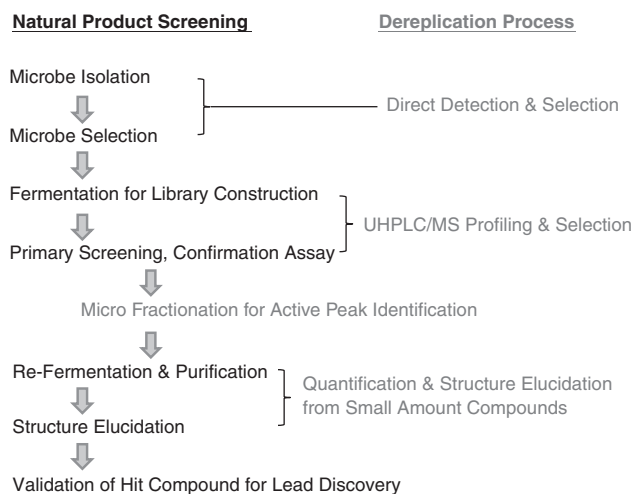 Natural Product Screening
Dereplication Process
Microbe Isolation
Direct Detection & Selection
Microbe Selection
Fermentation for Library Construction
UHPLC/MS Profiling & Selection
Primary Screening, Confirmation Assay
Micro Fractionation for Active Peak Identification
Re-Fermentation & Purification
Quantification & Structure Elucidation
from Small Amount Compounds
Structure Elucidation
Validation of Hit Compound for Lead Discovery